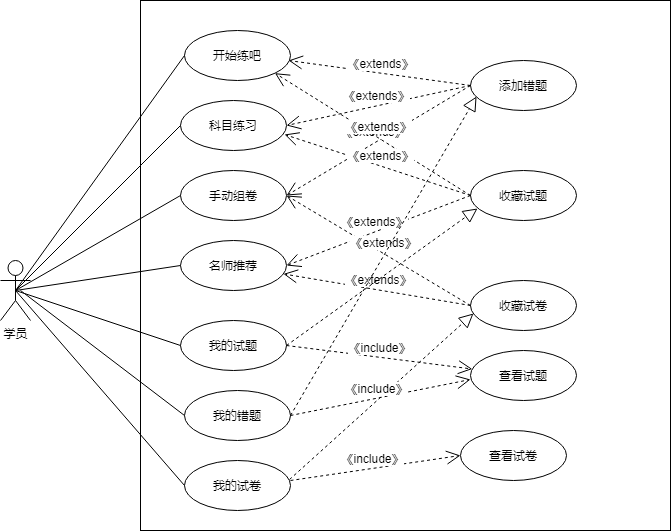 开始练吧
《extends》
添加错题
《extends》
科目练习
《extends》
《extends》
手动组卷
收藏试题
《extends》
《extends》
名师推荐
《extends》
收藏试卷
学员
我的试题
《include》
查看试题
《include》
我的错题
《include》
查看试卷
我的试卷